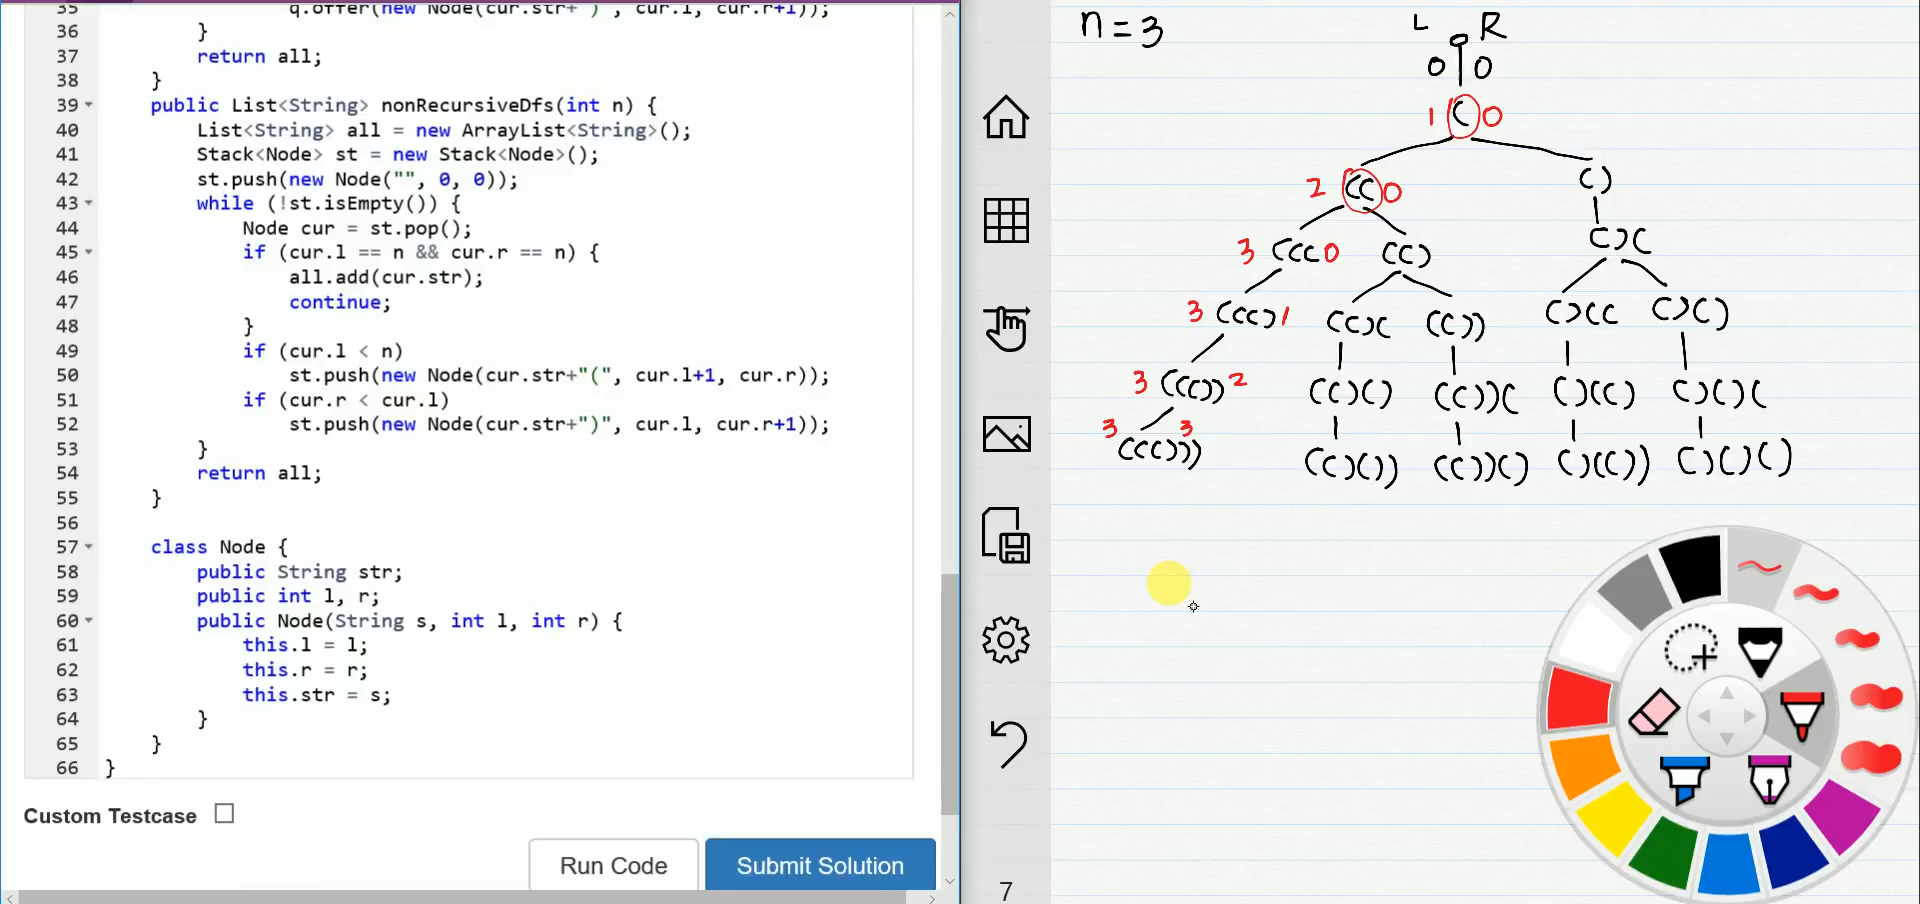 35                 q.offer(new Node(cur.str+")", cur.l, cur.r+1));
36         }
37         return all;
38     }
39     public List<String> nonRecursiveDfs(int n) {
40         List<String> all = new ArrayList<String>();
41         Stack<Node> st = new Stack<Node>();
42         st.push(new Node("", 0, 0));
43         while (!st.isEmpty()) {
44             Node cur = st.pop();
45             if (cur.l == n && cur.r == n) {
46                 all.add(cur.str);
47                 continue;
48             }
49             if (cur.l < n)
50                 st.push(new Node(cur.str+"(", cur.l+1, cur.r));
51             if (cur.r < cur.l)
52                 st.push(new Node(cur.str+")", cur.l, cur.r+1));
53         }
54         return all;
55     }
56
57     class Node {
58         public String str;
59         public int l, r;
60         public Node(String s, int l, int r) {
61             this.l = l;
62             this.r = r;
63             this.str = s;
64         }
65     }
66 }
Custom Testcase
Run Code
Submit Solution
n = 3
L R
0 0
1 ( 0
2 (( 0 ()
3 ((( 0 (() ()(
3 ((() 1 (()( (()) ()(( ()()
3 ((()) 2 (()() (())( ()(() ()()(
3 3
((())) (()()) (())() ()(()) ()()()
7